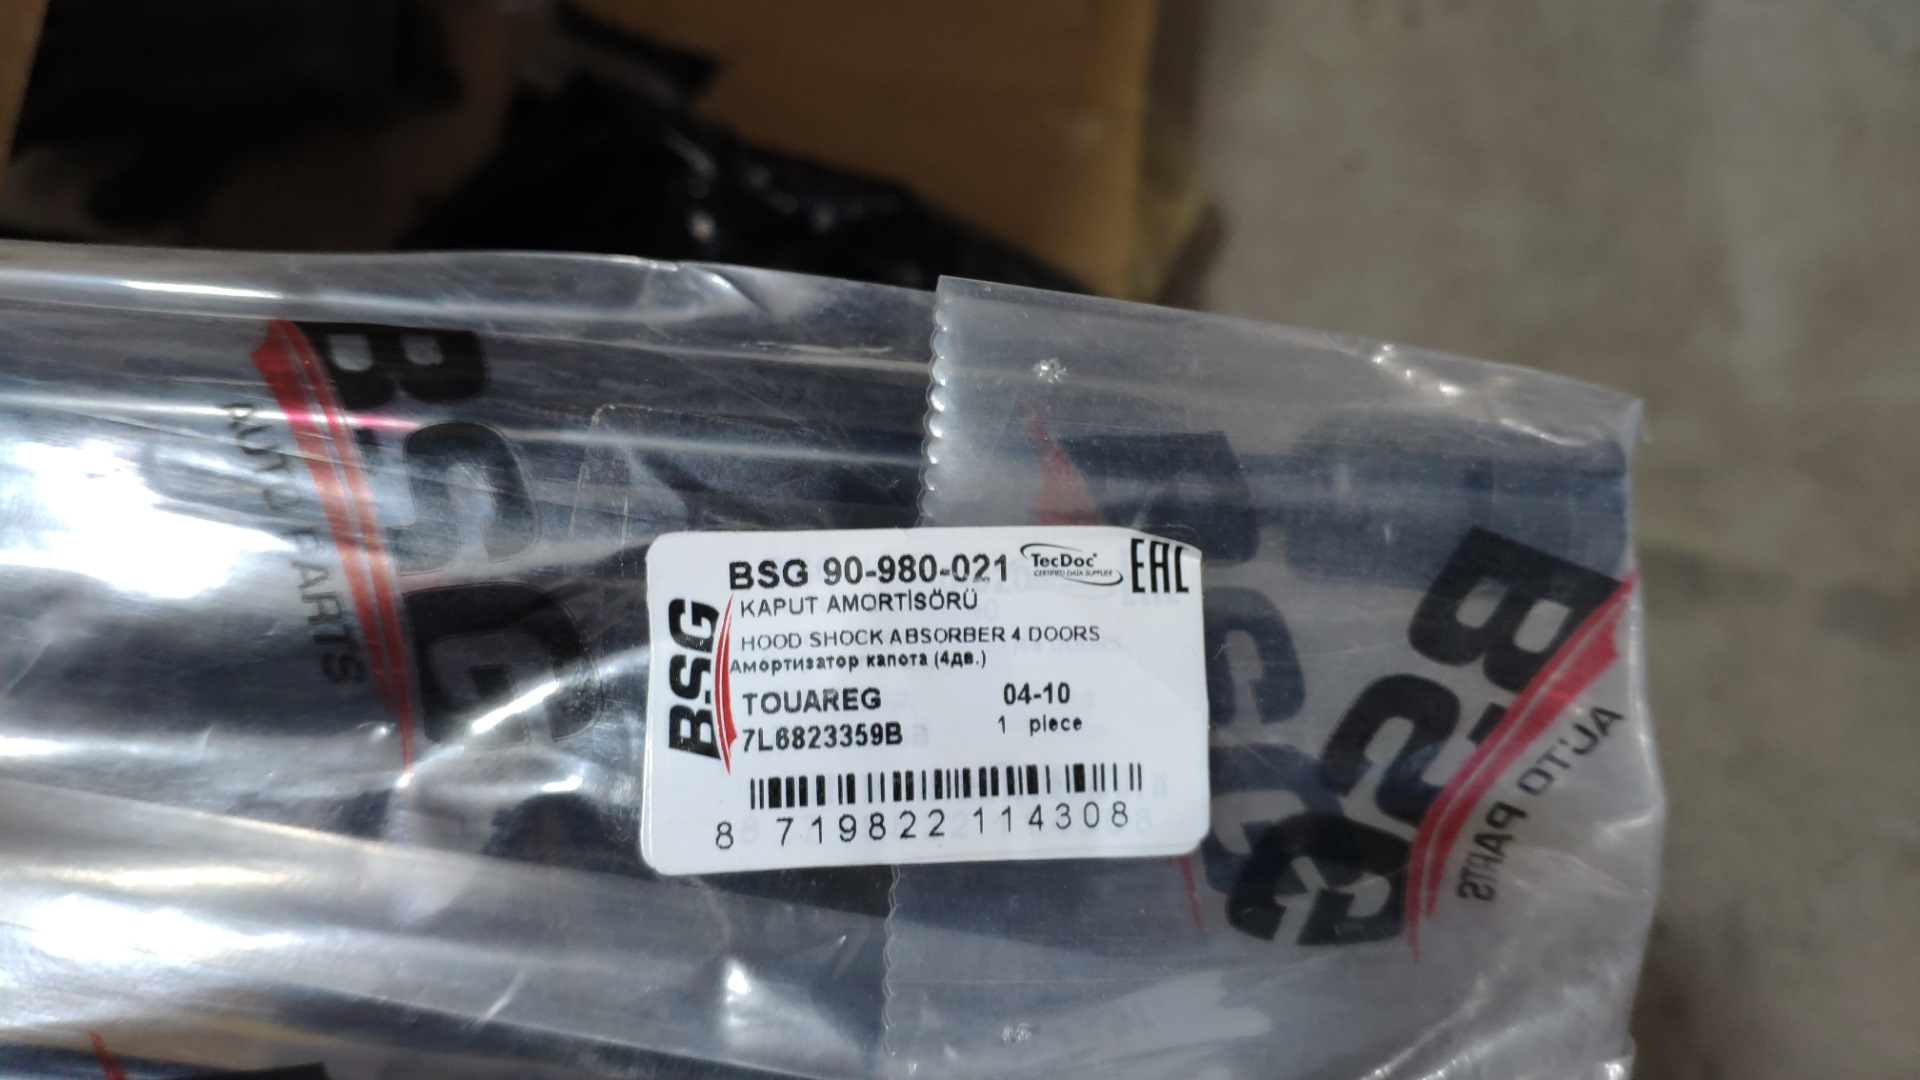 BSG 90-980-021 TecDoc EAC
CERTIFIED DATA SUPPLIER
KAPUT AMORTİSÖRÜ
HOOD SHOCK ABSORBER 4 DOORS
Амортизатор капота (4дв.)
TOUAREG 04-10
7L6823359B 1 piece
BSG
8 719822 114308
BSG
AUTO PARTS
BSG
BSG
AUTO PARTS